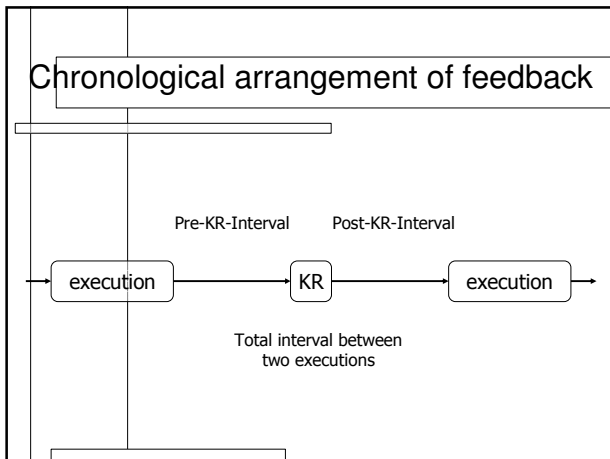 Chronological arrangement of feedback
Pre-KR-Interval
Post-KR-Interval
execution
KR
execution
Total interval between
two executions